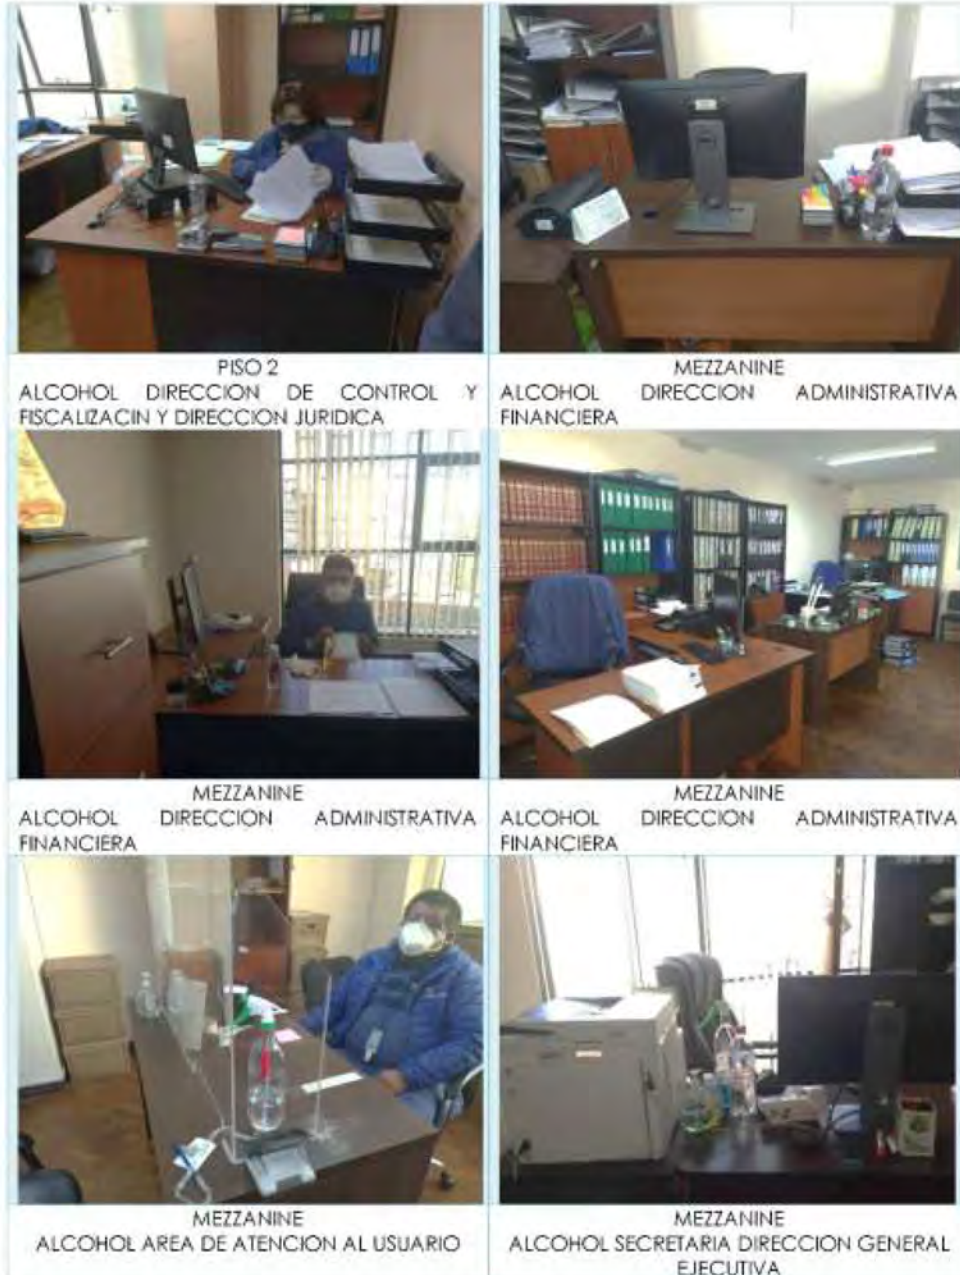 PISO 2
ALCOHOL DIRECCION DE CONTROL Y
FISCALIZACIN Y DIRECCION JURIDICA
MEZZANINE
ALCOHOL DIRECCION ADMINISTRATIVA
FINANCIERA
MEZZANINE
ALCOHOL DIRECCION ADMINISTRATIVA
FINANCIERA
MEZZANINE
ALCOHOL DIRECCION ADMINISTRATIVA
FINANCIERA
MEZZANINE
ALCOHOL AREA DE ATENCION AL USUARIO
MEZZANINE
ALCOHOL SECRETARIA DIRECCION GENERAL
EJECUTIVA